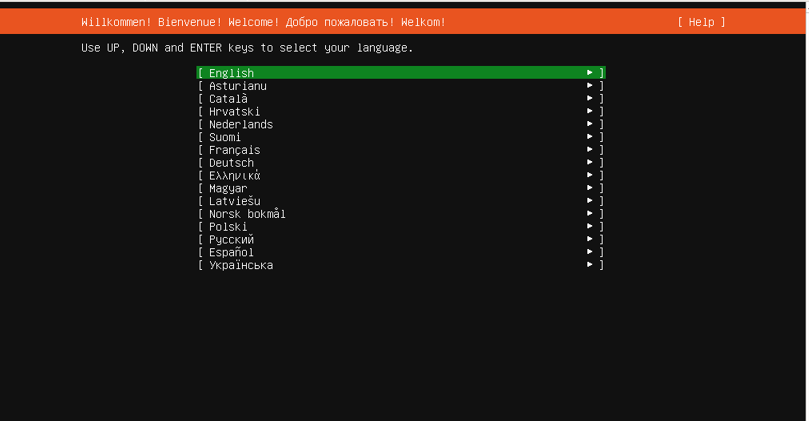 Willkommen! Bienvenue! Welcome! Добро пожаловать! Welkom! [ Help ]
Use UP, DOWN and ENTER keys to select your language.
[ English ► ]
[ Asturianu ► ]
[ Català ► ]
[ Hrvatski ► ]
[ Nederlands ► ]
[ Suomi ► ]
[ Français ► ]
[ Deutsch ► ]
[ Ελληνικά ► ]
[ Magyar ► ]
[ Latviešu ► ]
[ Norsk bokmål ► ]
[ Polski ► ]
[ Русский ► ]
[ Español ► ]
[ Українська ► ]